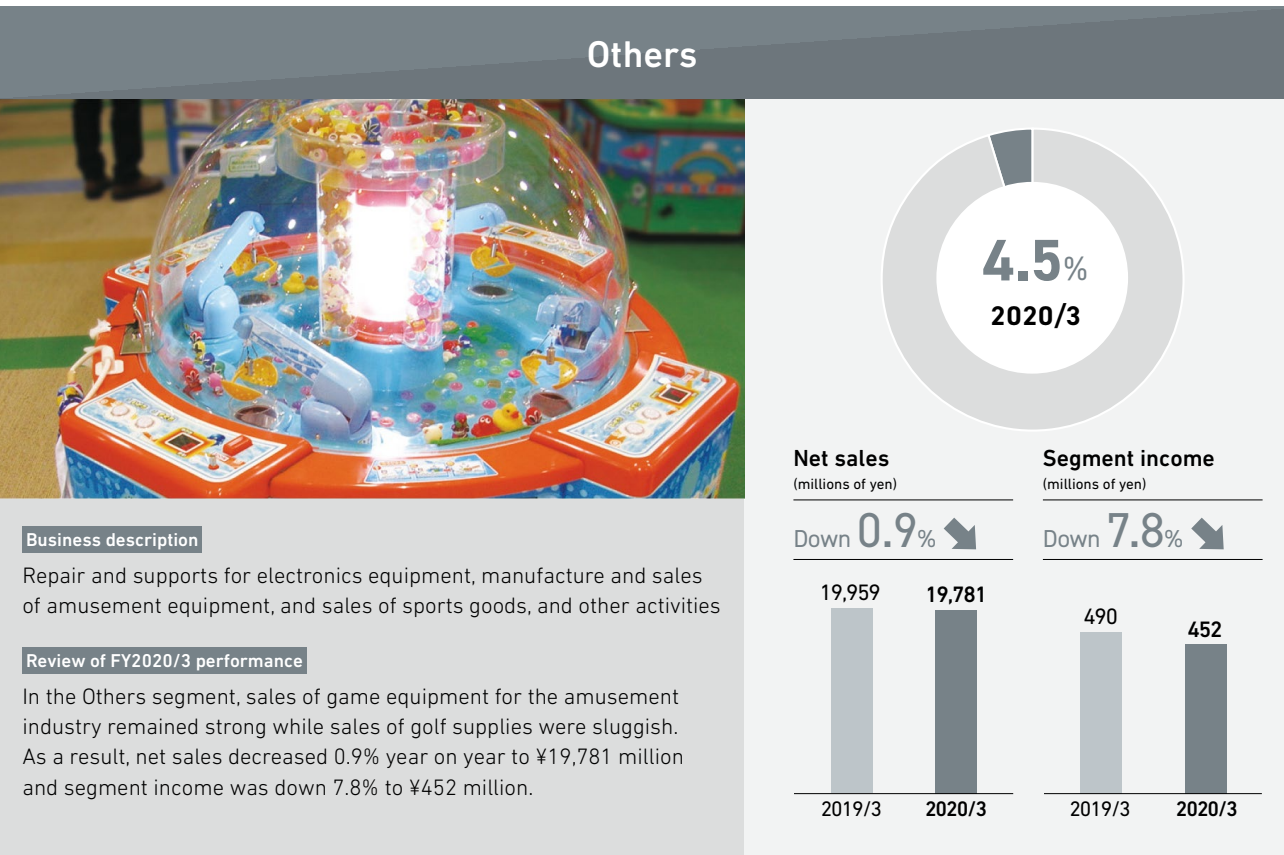 Others
Business description
Repair and supports for electronics equipment, manufacture and sales
of amusement equipment, and sales of sports goods, and other activities
Review of FY2020/3 performance
In the Others segment, sales of game equipment for the amusement
industry remained strong while sales of golf supplies were sluggish.
As a result, net sales decreased 0.9% year on year to ¥19,781 million
and segment income was down 7.8% to ¥452 million.
4.5%
2020/3
Net sales
(millions of yen)
Down 0.9%
19,959
19,781
2019/3
2020/3
Segment income
(millions of yen)
Down 7.8%
490
452
2019/3
2020/3